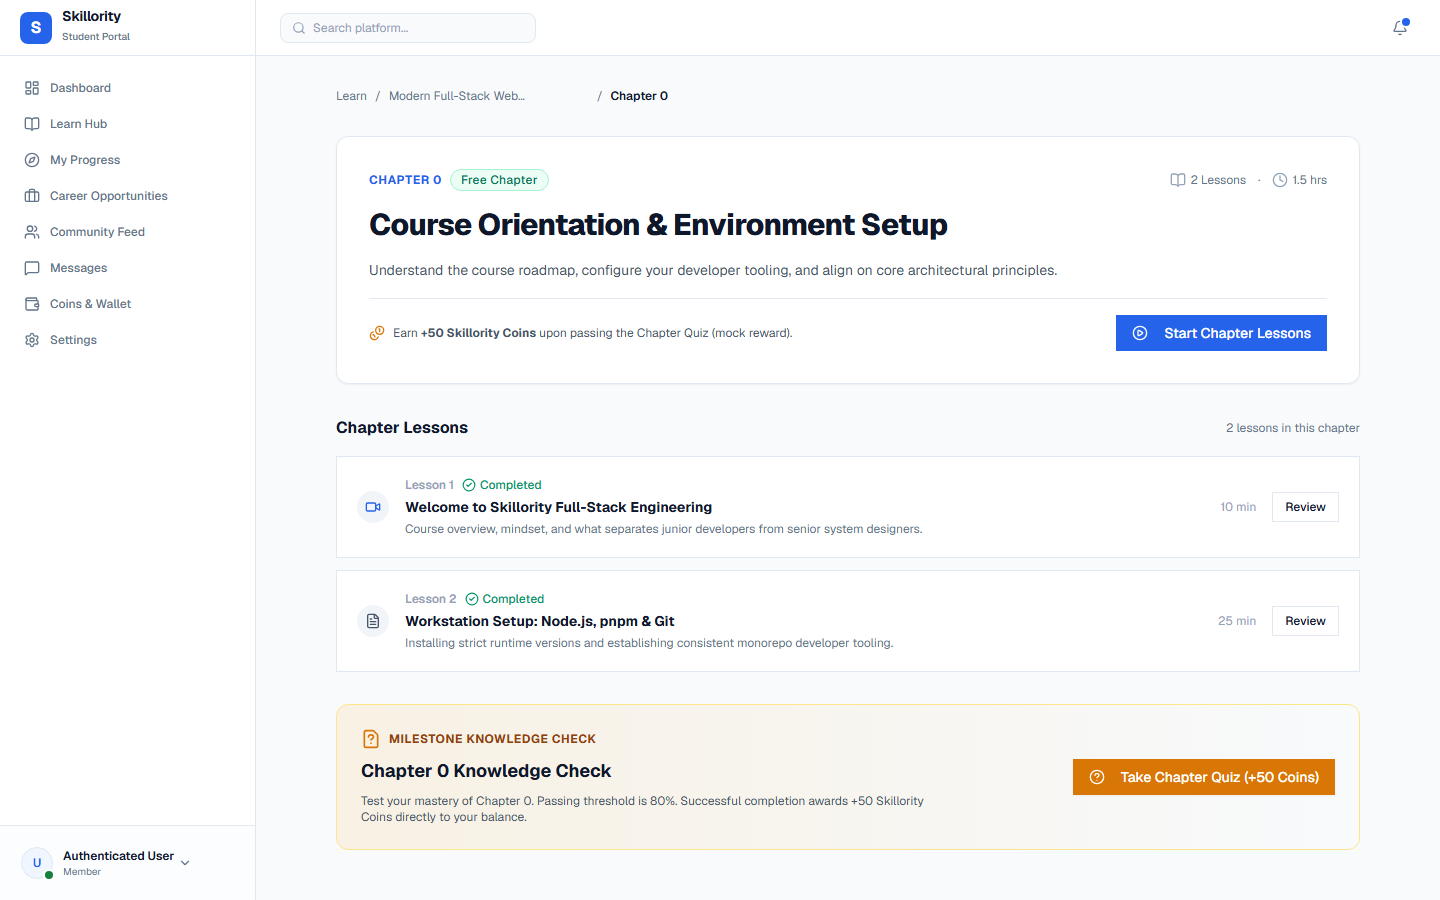 S
Skillority
Student Portal
Search platform...
Dashboard
Learn Hub
My Progress
Career Opportunities
Community Feed
Messages
Coins & Wallet
Settings
U
Authenticated User
Member
Learn / Modern Full-Stack Web... / Chapter 0
CHAPTER 0 Free Chapter 2 Lessons · 1.5 hrs
Course Orientation & Environment Setup
Understand the course roadmap, configure your developer tooling, and align on core architectural principles.
Earn +50 Skillority Coins upon passing the Chapter Quiz (mock reward). Start Chapter Lessons
Chapter Lessons 2 lessons in this chapter
Lesson 1 Completed
Welcome to Skillority Full-Stack Engineering
Course overview, mindset, and what separates junior developers from senior system designers.
10 min Review
Lesson 2 Completed
Workstation Setup: Node.js, pnpm & Git
Installing strict runtime versions and establishing consistent monorepo developer tooling.
25 min Review
MILESTONE KNOWLEDGE CHECK
Chapter 0 Knowledge Check
Test your mastery of Chapter 0. Passing threshold is 80%. Successful completion awards +50 Skillority
Coins directly to your balance.
Take Chapter Quiz (+50 Coins)